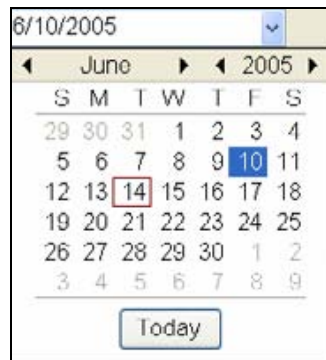 6/10/2005
June 2005
S M T W T F S
29 30 31 1 2 3 4
5 6 7 8 9 10 11
12 13 14 15 16 17 18
19 20 21 22 23 24 25
26 27 28 29 30 1 2
3 4 5 6 7 8 9
Today